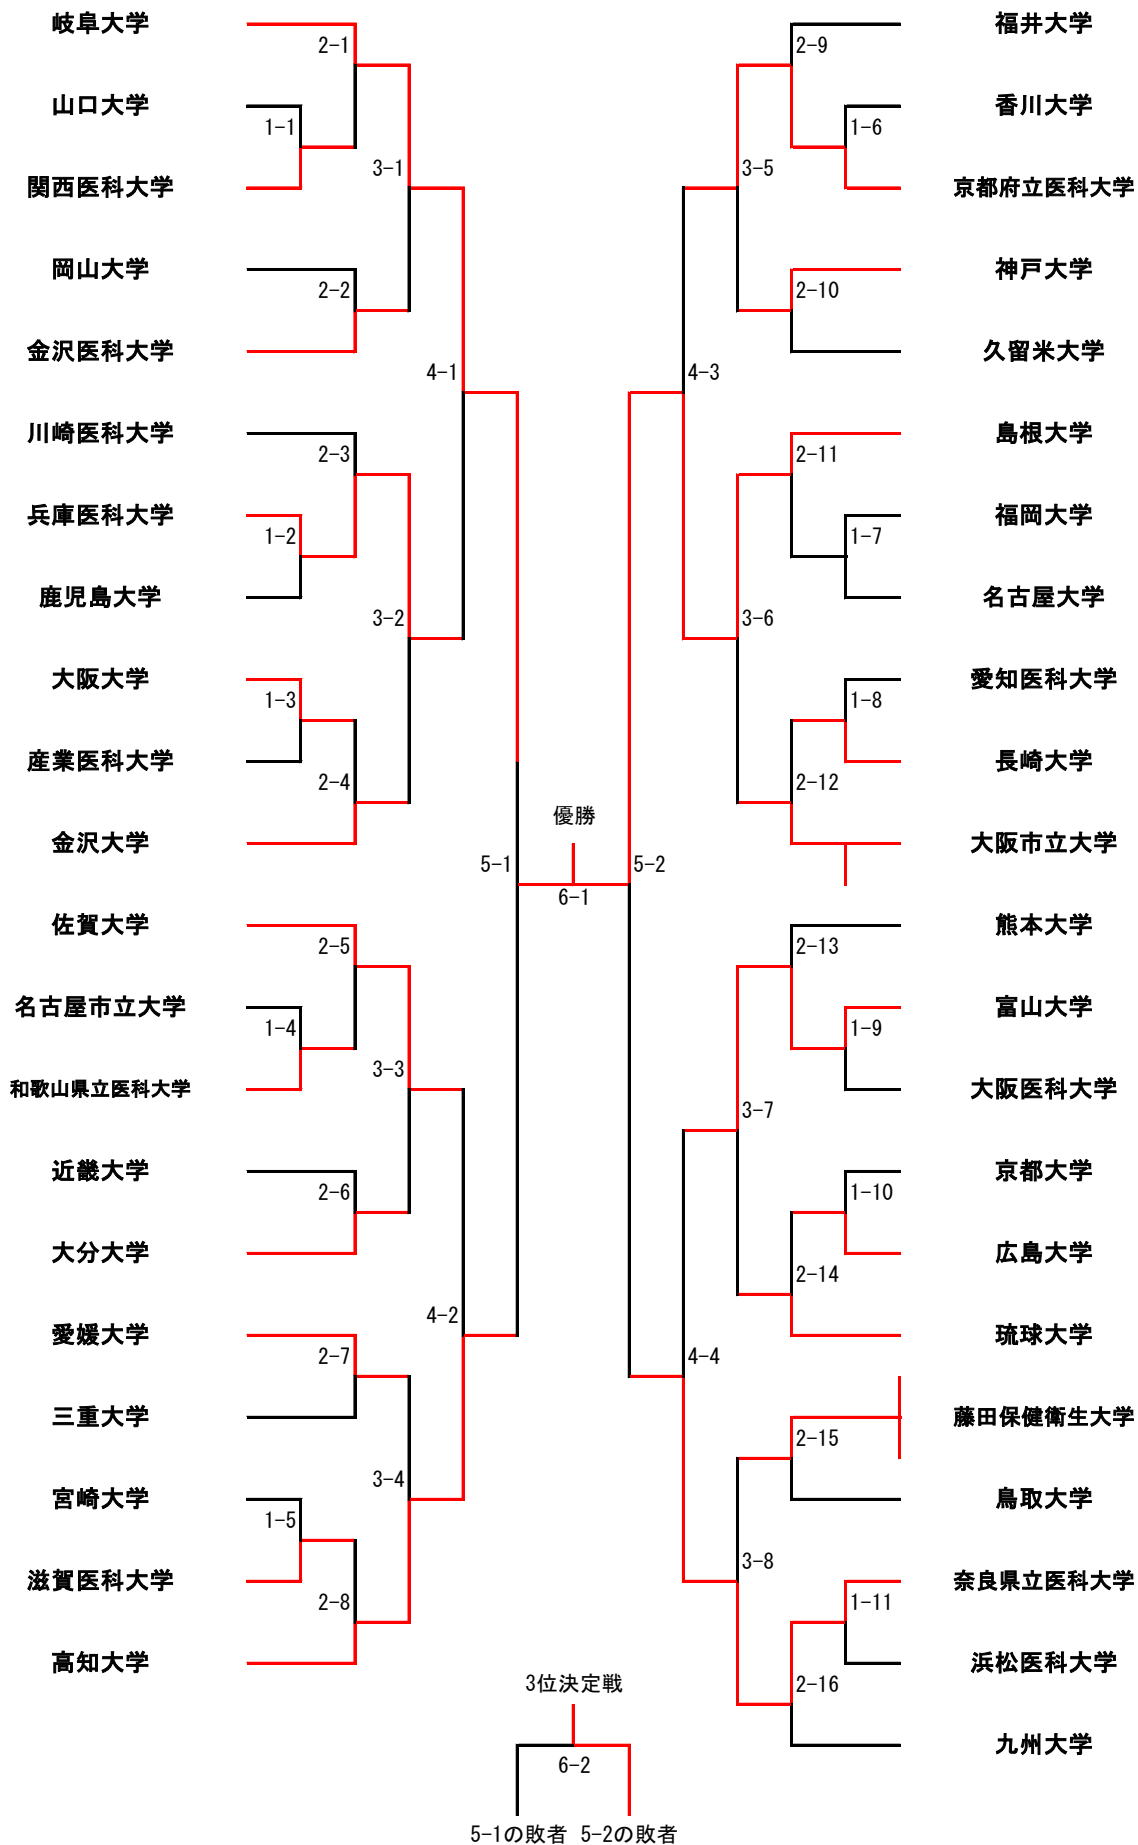 岐阜大学
2-1
山口大学
1-1
関西医科大学
3-1
岡山大学
2-2
金沢医科大学
4-1
川崎医科大学
2-3
兵庫医科大学
1-2
鹿児島大学
3-2
大阪大学
1-3
産業医科大学
2-4
金沢大学
5-1
佐賀大学
2-5
名古屋市立大学
1-4
和歌山県立医科大学
3-3
近畿大学
2-6
大分大学
4-2
愛媛大学
2-7
三重大学
3-4
宮崎大学
1-5
滋賀医科大学
2-8
高知大学
優勝
6-1
福井大学
2-9
香川大学
1-6
京都府立医科大学
3-5
神戸大学
2-10
久留米大学
4-3
島根大学
2-11
福岡大学
1-7
名古屋大学
3-6
愛知医科大学
1-8
長崎大学
2-12
大阪市立大学
5-2
熊本大学
2-13
富山大学
1-9
大阪医科大学
3-7
京都大学
1-10
広島大学
2-14
琉球大学
4-4
藤田保健衛生大学
2-15
鳥取大学
3-8
奈良県立医科大学
1-11
浜松医科大学
2-16
九州大学
3位決定戦
6-2
5-1の敗者 5-2の敗者